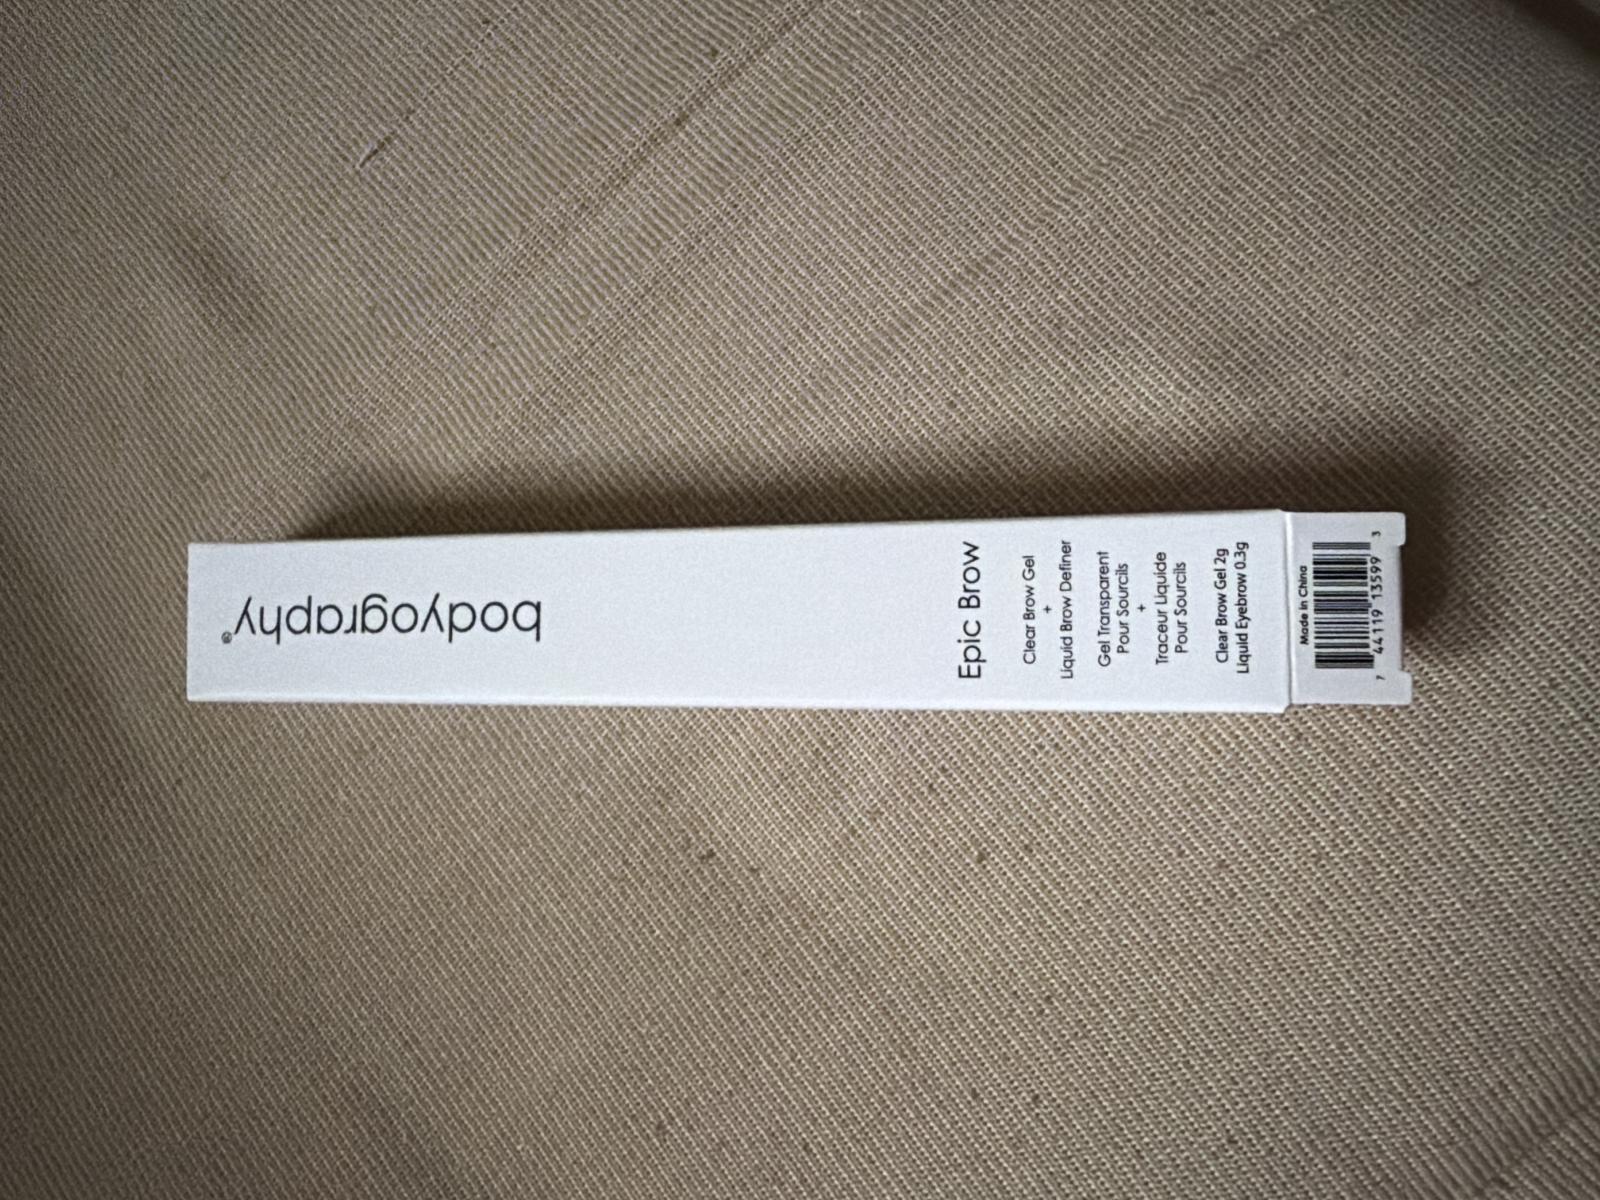 bodyography®
Epic Brow
Clear Brow Gel
+
Liquid Brow Definer
Gel Transparent
Pour Sourcils
+
Traceur Liquide
Pour Sourcils
Clear Brow Gel 2g
Liquid Eyebrow 0.3g
Made in China
7 44119 13599 3